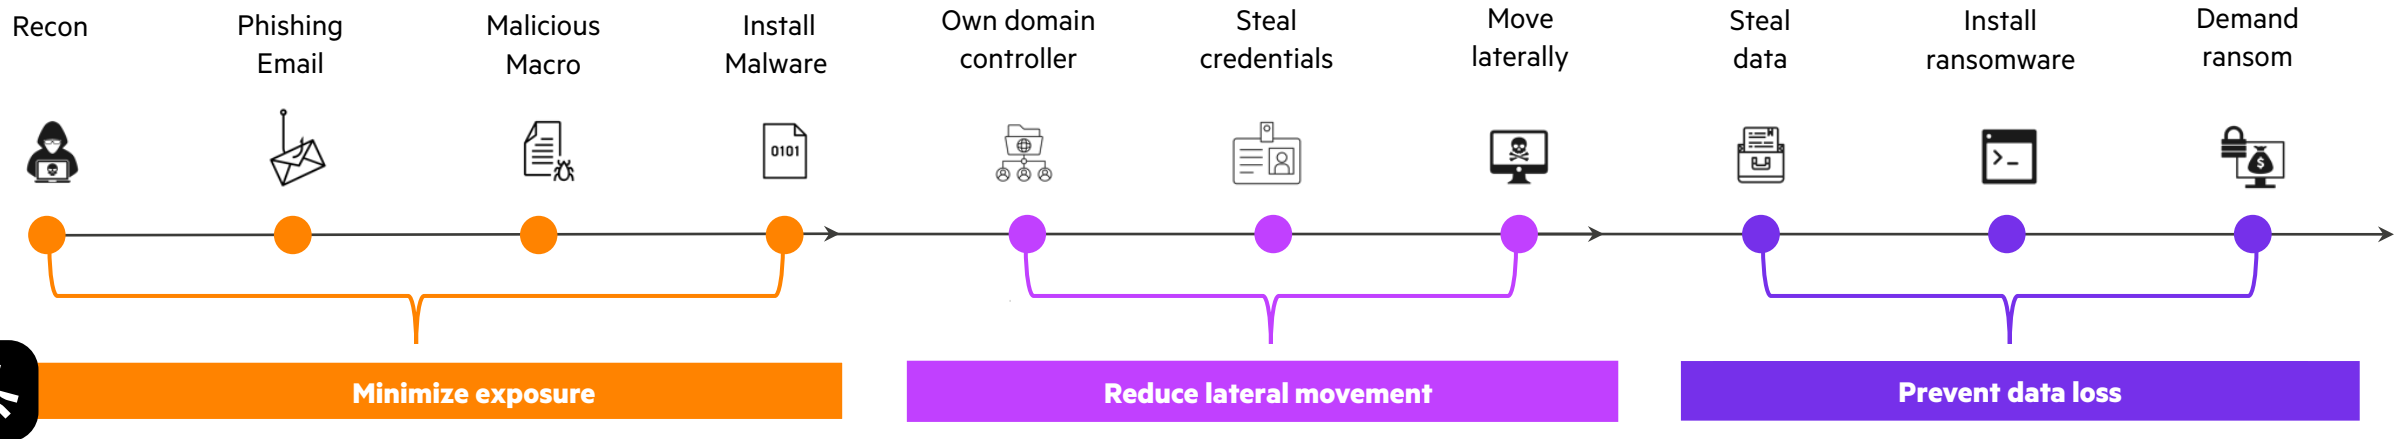 Recon
Phishing
Email
Malicious
Macro
Install
Malware
Own domain
controller
Steal
credentials
Move
laterally
Steal
data
Install
ransomware
Demand
ransom
0101
>_
$
Minimize exposure
Reduce lateral movement
Prevent data loss